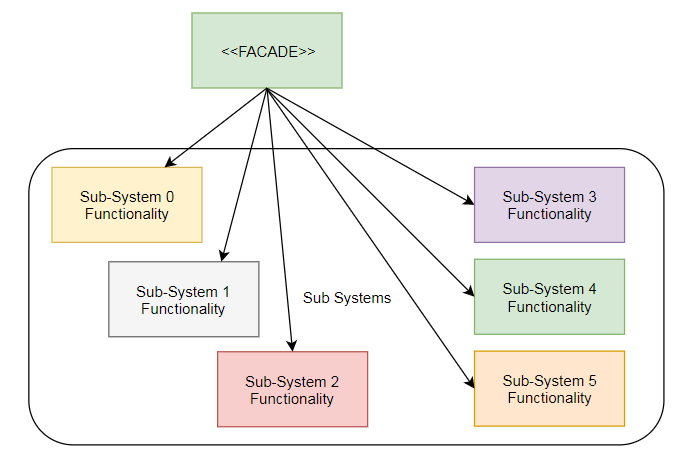 <<FACADE>>
Sub-System 0
Functionality
Sub-System 1
Functionality
Sub-System 2
Functionality
Sub Systems
Sub-System 3
Functionality
Sub-System 4
Functionality
Sub-System 5
Functionality